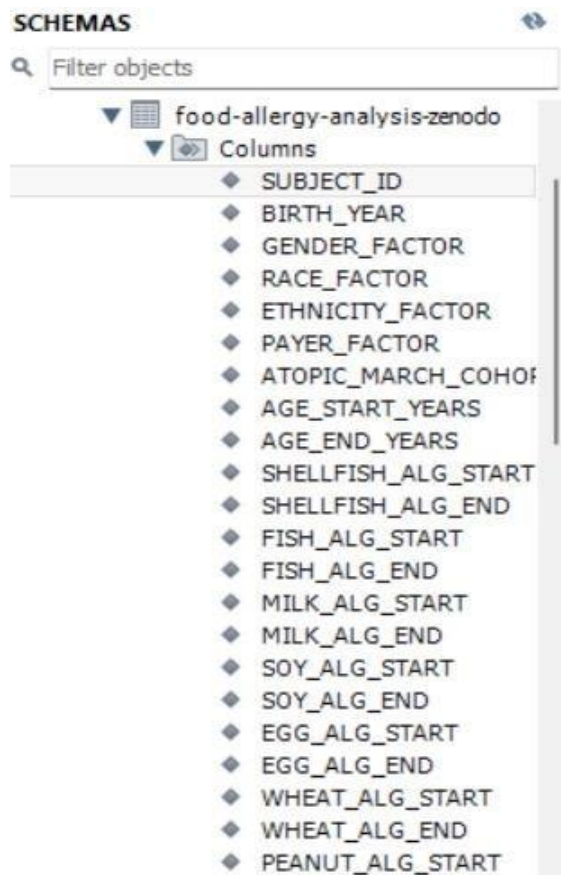 SCHEMAS
Filter objects
food-allergy-analysis-zenodo
Columns
SUBJECT_ID
BIRTH_YEAR
GENDER_FACTOR
RACE_FACTOR
ETHNICITY_FACTOR
PAYER_FACTOR
ATOPIC_MARCH_COHOR
AGE_START_YEARS
AGE_END_YEARS
SHELLFISH_ALG_START
SHELLFISH_ALG_END
FISH_ALG_START
FISH_ALG_END
MILK_ALG_START
MILK_ALG_END
SOY_ALG_START
SOY_ALG_END
EGG_ALG_START
EGG_ALG_END
WHEAT_ALG_START
WHEAT_ALG_END
PEANUT_ALG_START